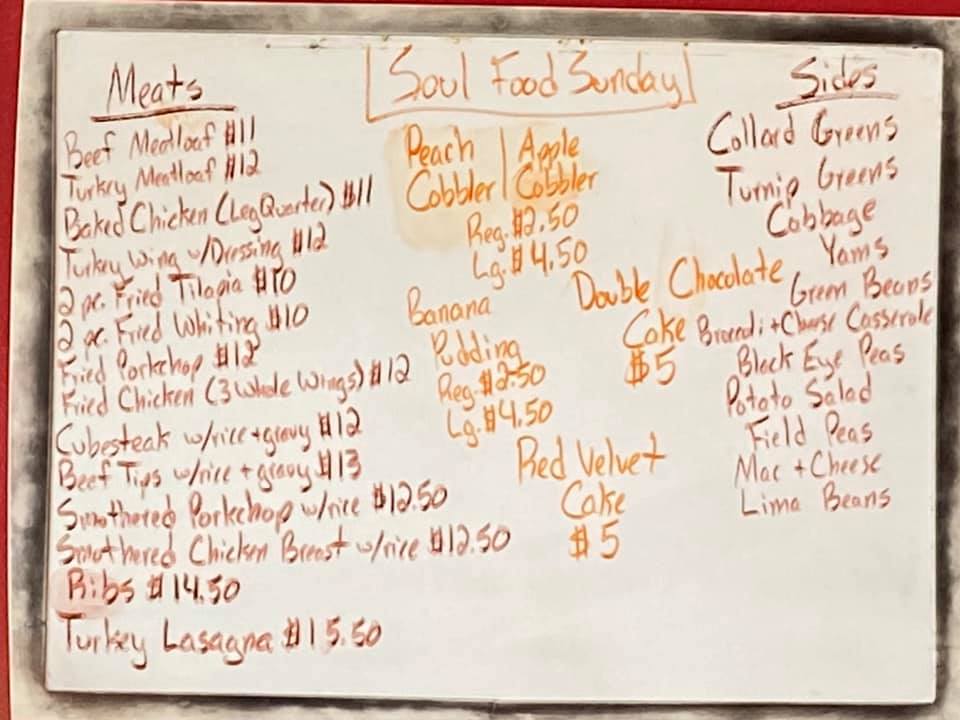 Soul Food Sunday
Meats
Beef Meatloaf $11
Turkey Meatloaf $12
Baked Chicken (Leg Quarter) $11
Turkey Wing w/Dressing $12
2 pc. Fried Tilapia $10
2 pc. Fried Whiting $10
Fried Porkchop $12
Fried Chicken (3 Whole Wings) $12
Cubesteak w/rice + gravy $12
Beef Tips w/rice + gravy $13
Smothered Porkchop w/rice $12.50
Smothered Chicken Breast w/rice $12.50
Ribs $14.50
Turkey Lasagna $15.50
Peach | Apple
Cobbler | Cobbler
Reg. $2.50
Lg. $4.50
Banana
Pudding
Reg. $2.50
Lg. $4.50
Double Chocolate
Cake
$5
Red Velvet
Cake
$5
Sides
Collard Greens
Turnip Greens
Cabbage
Yams
Green Beans
Broccoli + Cheese Casserole
Black Eye Peas
Potato Salad
Field Peas
Mac + Cheese
Lima Beans